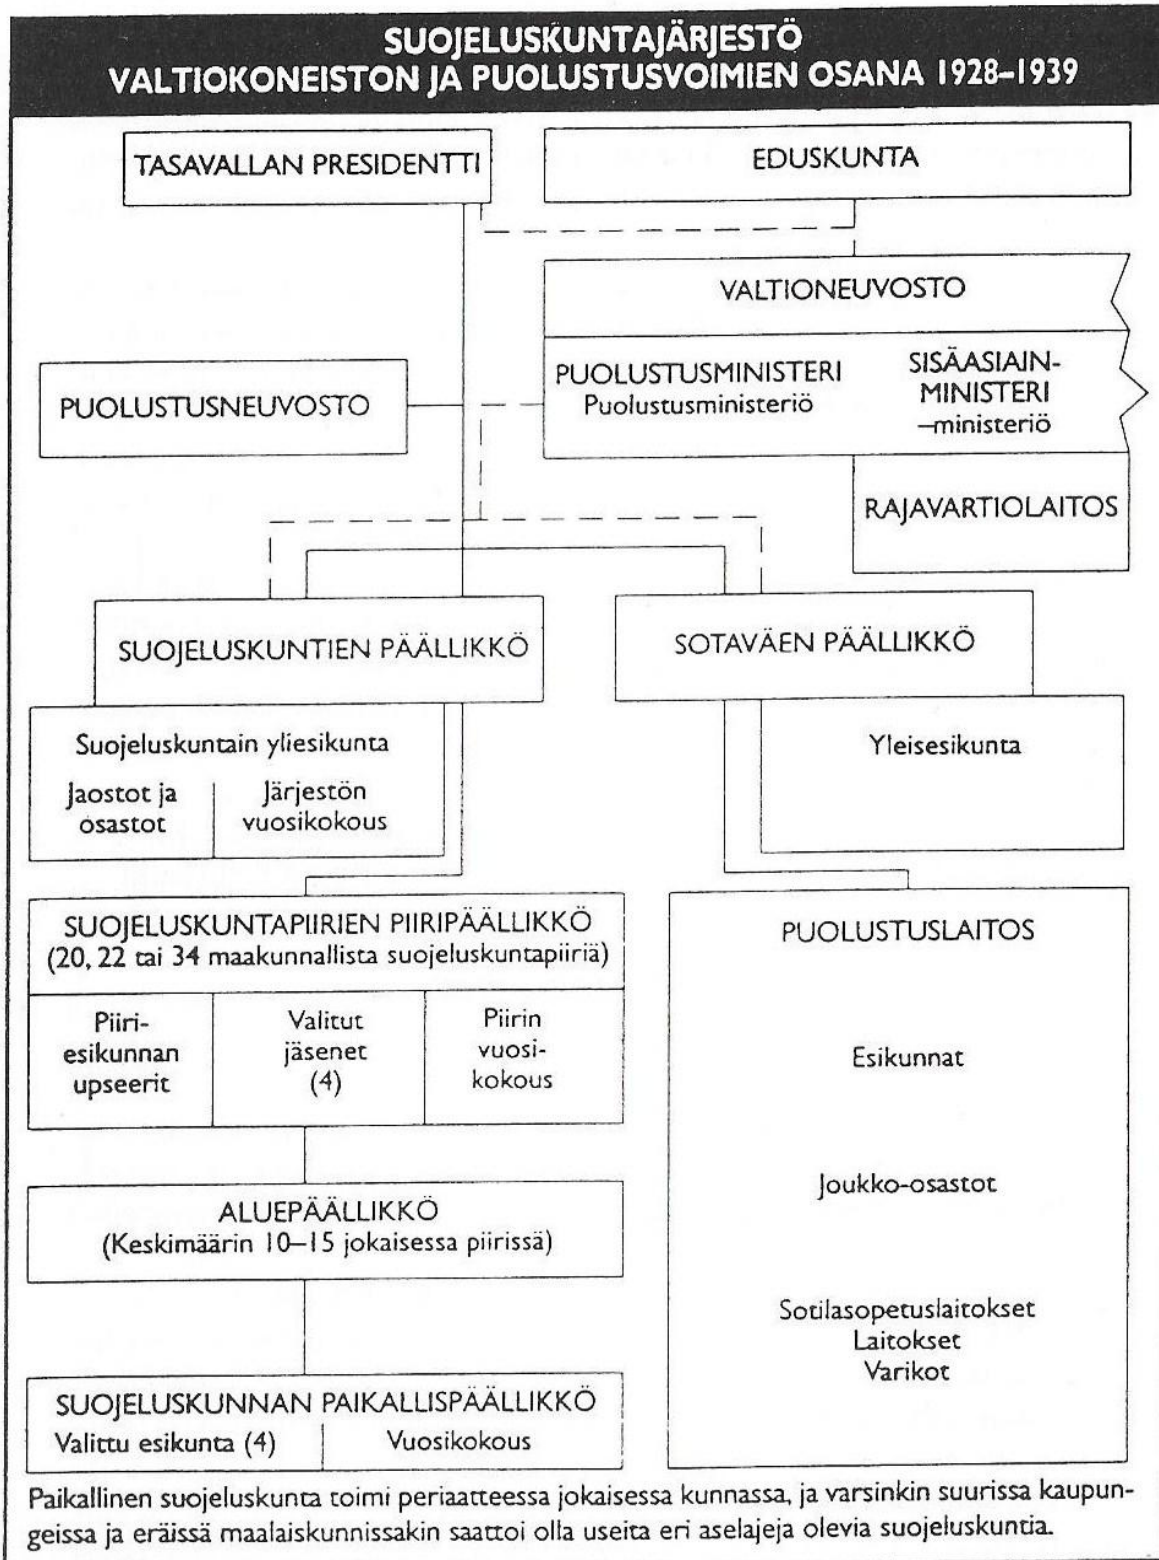 SUOJELUSKUNTAJÄRJESTÖ
VALTIOKONEISTON JA PUOLUSTUSVOIMIEN OSANA 1928–1939
TASAVALLAN PRESIDENTTI
EDUSKUNTA
VALTIONEUVOSTO
PUOLUSTUSNEUVOSTO
PUOLUSTUSMINISTERI
Puolustusministeriö
SISÄASIAIN-
MINISTERI
–ministeriö
RAJAVARTIOLAITOS
SUOJELUSKUNTIEN PÄÄLLIKKÖ
SOTAVÄEN PÄÄLLIKKÖ
Suojeluskuntain yliesikunta
Jaostot ja
osastot
Järjestön
vuosikokous
Yleisesikunta
SUOJELUSKUNTAPIIRIEN PIIRIPÄÄLLIKKÖ
(20, 22 tai 34 maakunnallista suojeluskuntapiiriä)
Piiri-
esikunnan
upseerit
Valitut
jäsenet
(4)
Piirin
vuosi-
kokous
PUOLUSTUSLAITOS
Esikunnat
Joukko-osastot
Sotilasopetuslaitokset
Laitokset
Varikot
ALUEPÄÄLLIKKÖ
(Keskimäärin 10–15 jokaisessa piirissä)
SUOJELUSKUNNAN PAIKALLISPÄÄLLIKKÖ
Valittu esikunta (4)
Vuosikokous
Paikallinen suojeluskunta toimi periaatteessa jokaisessa kunnassa, ja varsinkin suurissa kaupun-
geissa ja eräissä maalaiskunnissakin saattoi olla useita eri aselajeja olevia suojeluskuntia.